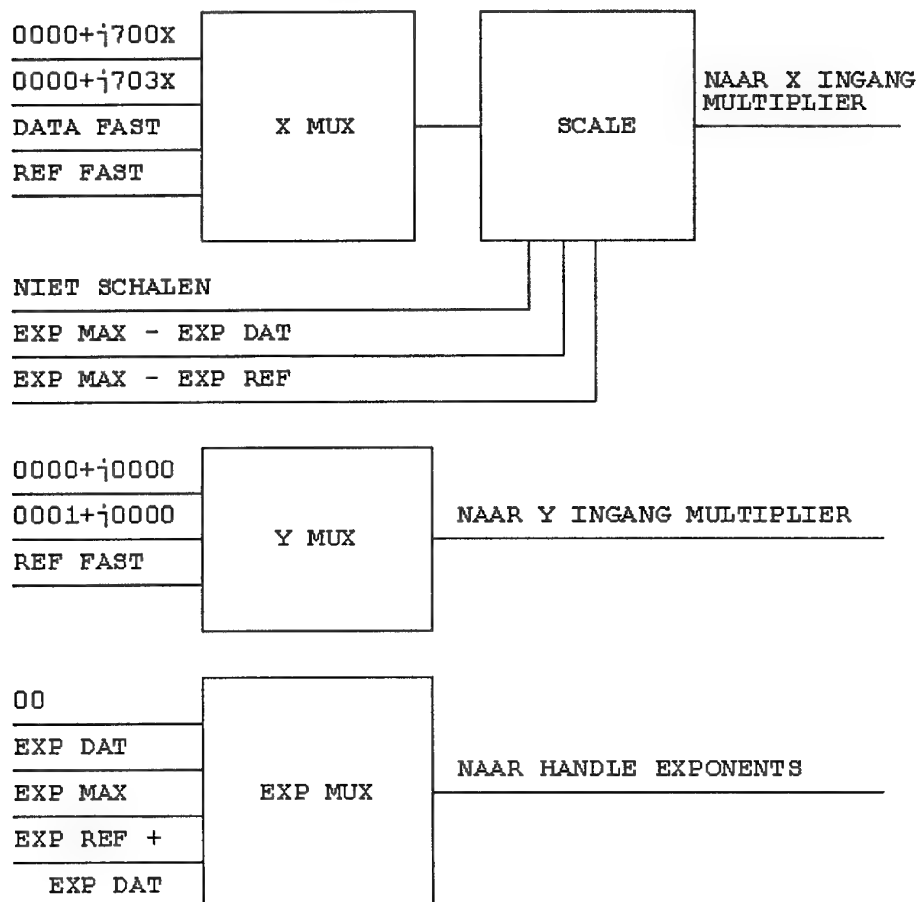 0000+j700X
0000+j703X
DATA FAST
REF FAST
X MUX
SCALE
NAAR X INGANG
MULTIPLIER
NIET SCHALEN
EXP MAX - EXP DAT
EXP MAX - EXP REF
0000+j0000
0001+j0000
REF FAST
Y MUX
NAAR Y INGANG MULTIPLIER
00
EXP DAT
EXP MAX
EXP REF +
EXP DAT
EXP MUX
NAAR HANDLE EXPONENTS